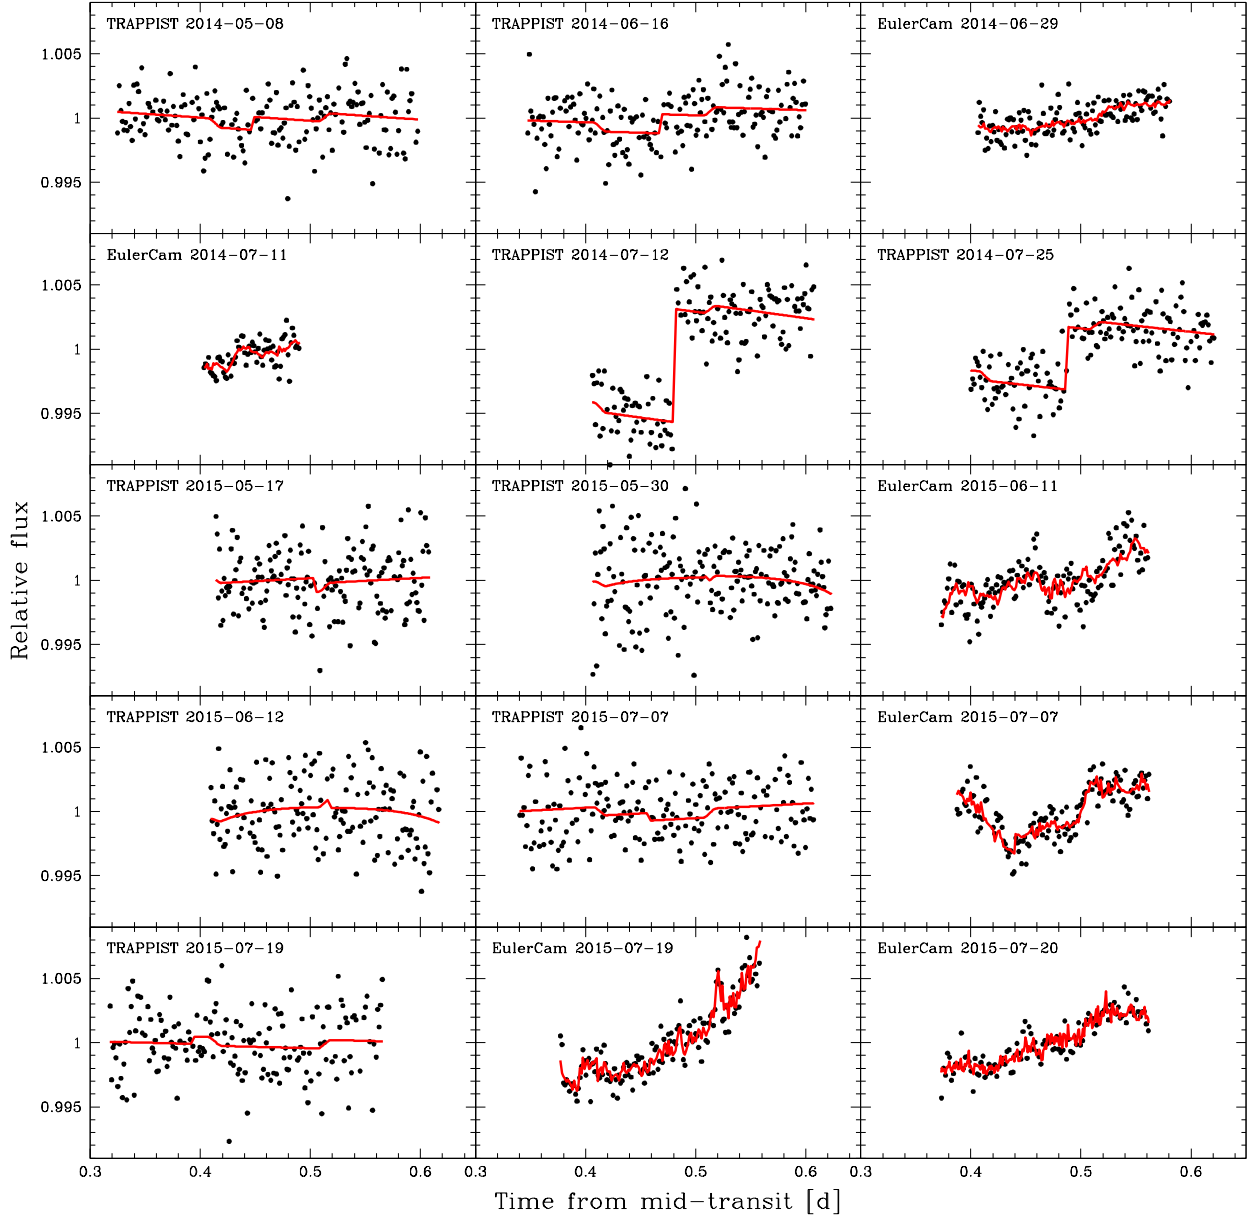 TRAPPIST 2014-05-08
TRAPPIST 2014-06-16
EulerCam 2014-06-29
1.005
1
0.995
EulerCam 2014-07-11
TRAPPIST 2014-07-12
TRAPPIST 2014-07-25
1.005
1
0.995
TRAPPIST 2015-05-17
TRAPPIST 2015-05-30
EulerCam 2015-06-11
1.005
1
0.995
Relative flux
TRAPPIST 2015-06-12
TRAPPIST 2015-07-07
EulerCam 2015-07-07
1.005
1
0.995
TRAPPIST 2015-07-19
EulerCam 2015-07-19
EulerCam 2015-07-20
1.005
1
0.995
0.3 0.4 0.5 0.6 0.3 0.4 0.5 0.6 0.3 0.4 0.5 0.6
Time from mid-transit [d]